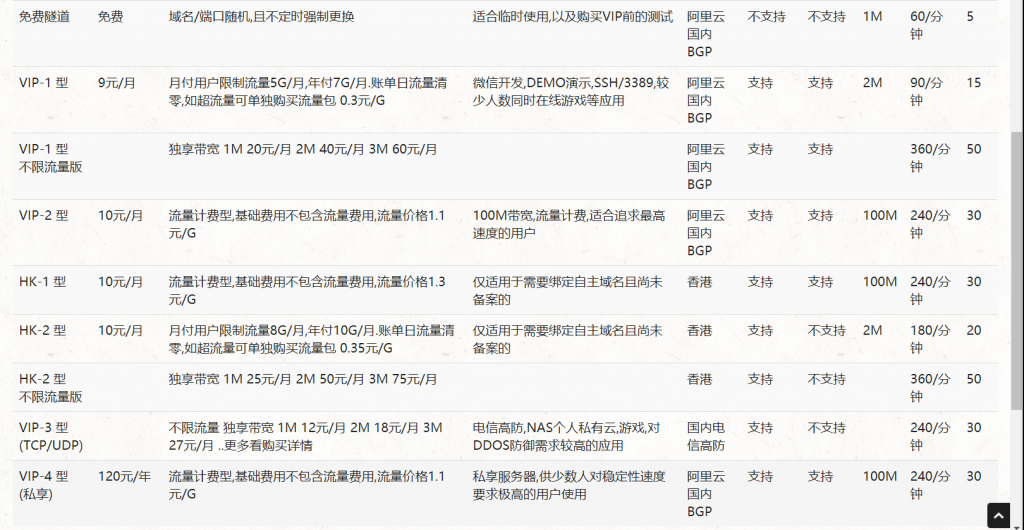 免费隧道 免费 域名/端口随机,且不定时强制更换 适合临时使用,以及购买VIP前的测试 阿里云 不支持 不支持 1M 60/分 5
国内 钟
BGP
VIP-1 型 9元/月 月付用户限制流量5G/月,年付7G/月.账单日流量清 微信开发,DEMO演示,SSH/3389,较 阿里云 支持 支持 2M 90/分 15
零,如超流量可单独购买流量包 0.3元/G 少人数同时在线游戏等应用 国内 钟
BGP
VIP-1 型 独享带宽 1M 20元/月 2M 40元/月 3M 60元/月 阿里云 支持 支持 360/分 50
不限流量版 国内 钟
BGP
VIP-2 型 10元/月 流量计费型,基础费用不包含流量费用,流量价格1.1 100M带宽,流量计费,适合追求最高 阿里云 支持 支持 100M 240/分 30
元/G 速度的用户 国内 钟
BGP
HK-1 型 10元/月 流量计费型,基础费用不包含流量费用,流量价格1.3 仅适用于需要绑定自主域名且尚未 香港 支持 支持 100M 240/分 30
元/G 备案的 钟
HK-2 型 10元/月 月付用户限制流量8G/月,年付10G/月.账单日流量清 仅适用于需要绑定自主域名且尚未 香港 支持 不支持 2M 180/分 20
零,如超流量可单独购买流量包 0.35元/G 备案的 钟
HK-2 型 独享带宽 1M 25元/月 2M 50元/月 3M 75元/月 香港 支持 不支持 360/分 50
不限流量版 钟
VIP-3 型 不限流量 独享带宽 1M 12元/月 2M 18元/月 3M 电信高防,NAS个人私有云,游戏,对 国内电 支持 不支持 240/分 30
(TCP/UDP) 27元/月 ..更多看购买详情 DDOS防御需求较高的应用 信高防 钟
VIP-4 型 120元/年 流量计费型,基础费用不包含流量费用,流量价格1.1 私享服务器,供少数人对稳定性速度 阿里云 支持 支持 100M 240/分 30
(私享) 元/G 要求极高的用户使用 国内 钟
BGP